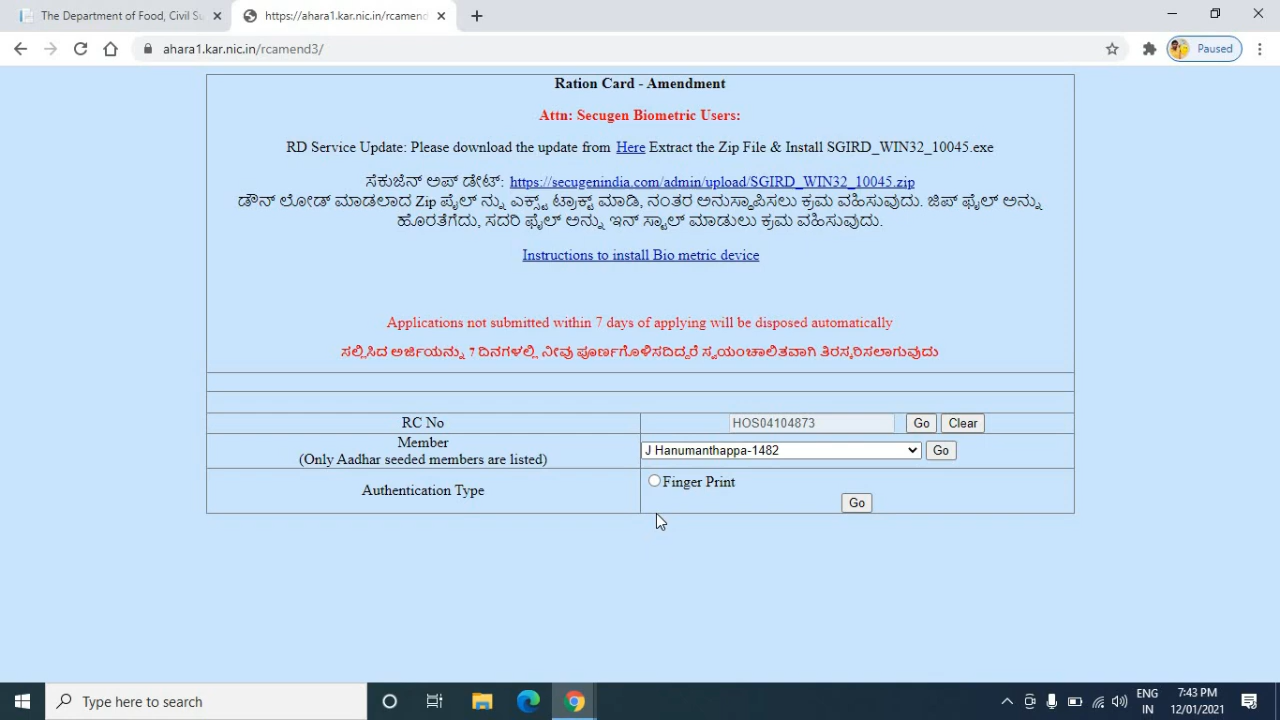 The Department of Food, Civil Su
https://ahara1.kar.nic.in/rcamend
ahara1.kar.nic.in/rcamend3/
Paused
Ration Card - Amendment
Attn: Secugen Biometric Users:
RD Service Update: Please download the update from Here Extract the Zip File & Install SGIRD_WIN32_10045.exe
ಸೆಕುಜೆನ್ ಅಪ್ ಡೇಟ್: https://secugenindia.com/admin/upload/SGIRD_WIN32_10045.zip
ಡೌನ್ ಲೋಡ್ ಮಾಡಲಾದ Zip ಫೈಲ್ ನ್ನು ಎಕ್ಸ್ ಟ್ರಾಕ್ಟ್ ಮಾಡಿ, ನಂತರ ಅನುಸ್ಥಾಪಿಸಲು ಕ್ರಮ ವಹಿಸುವುದು. ಜಿಪ್ ಫೈಲ್ ಅನ್ನು
ಹೊರತೆಗೆದು, ಸದರಿ ಫೈಲ್ ಅನ್ನು ಇನ್ ಸ್ಟಾಲ್ ಮಾಡುಲು ಕ್ರಮ ವಹಿಸುವುದು.
Instructions to install Bio metric device
Applications not submitted within 7 days of applying will be disposed automatically
ಸಲ್ಲಿಸಿದ ಅರ್ಜಿಯನ್ನು 7 ದಿನಗಳಲ್ಲಿ ನೀವು ಪೂರ್ಣಗೊಳಿಸದಿದ್ದರೆ ಸ್ವಯಂಚಾಲಿತವಾಗಿ ತಿರಸ್ಕರಿಸಲಾಗುವುದು
RC No HOS04104873 Go Clear
Member
(Only Aadhar seeded members are listed) J Hanumanthappa-1482 Go
Authentication Type Finger Print
Go
Type here to search
ENG 7:43 PM
IN 12/01/2021